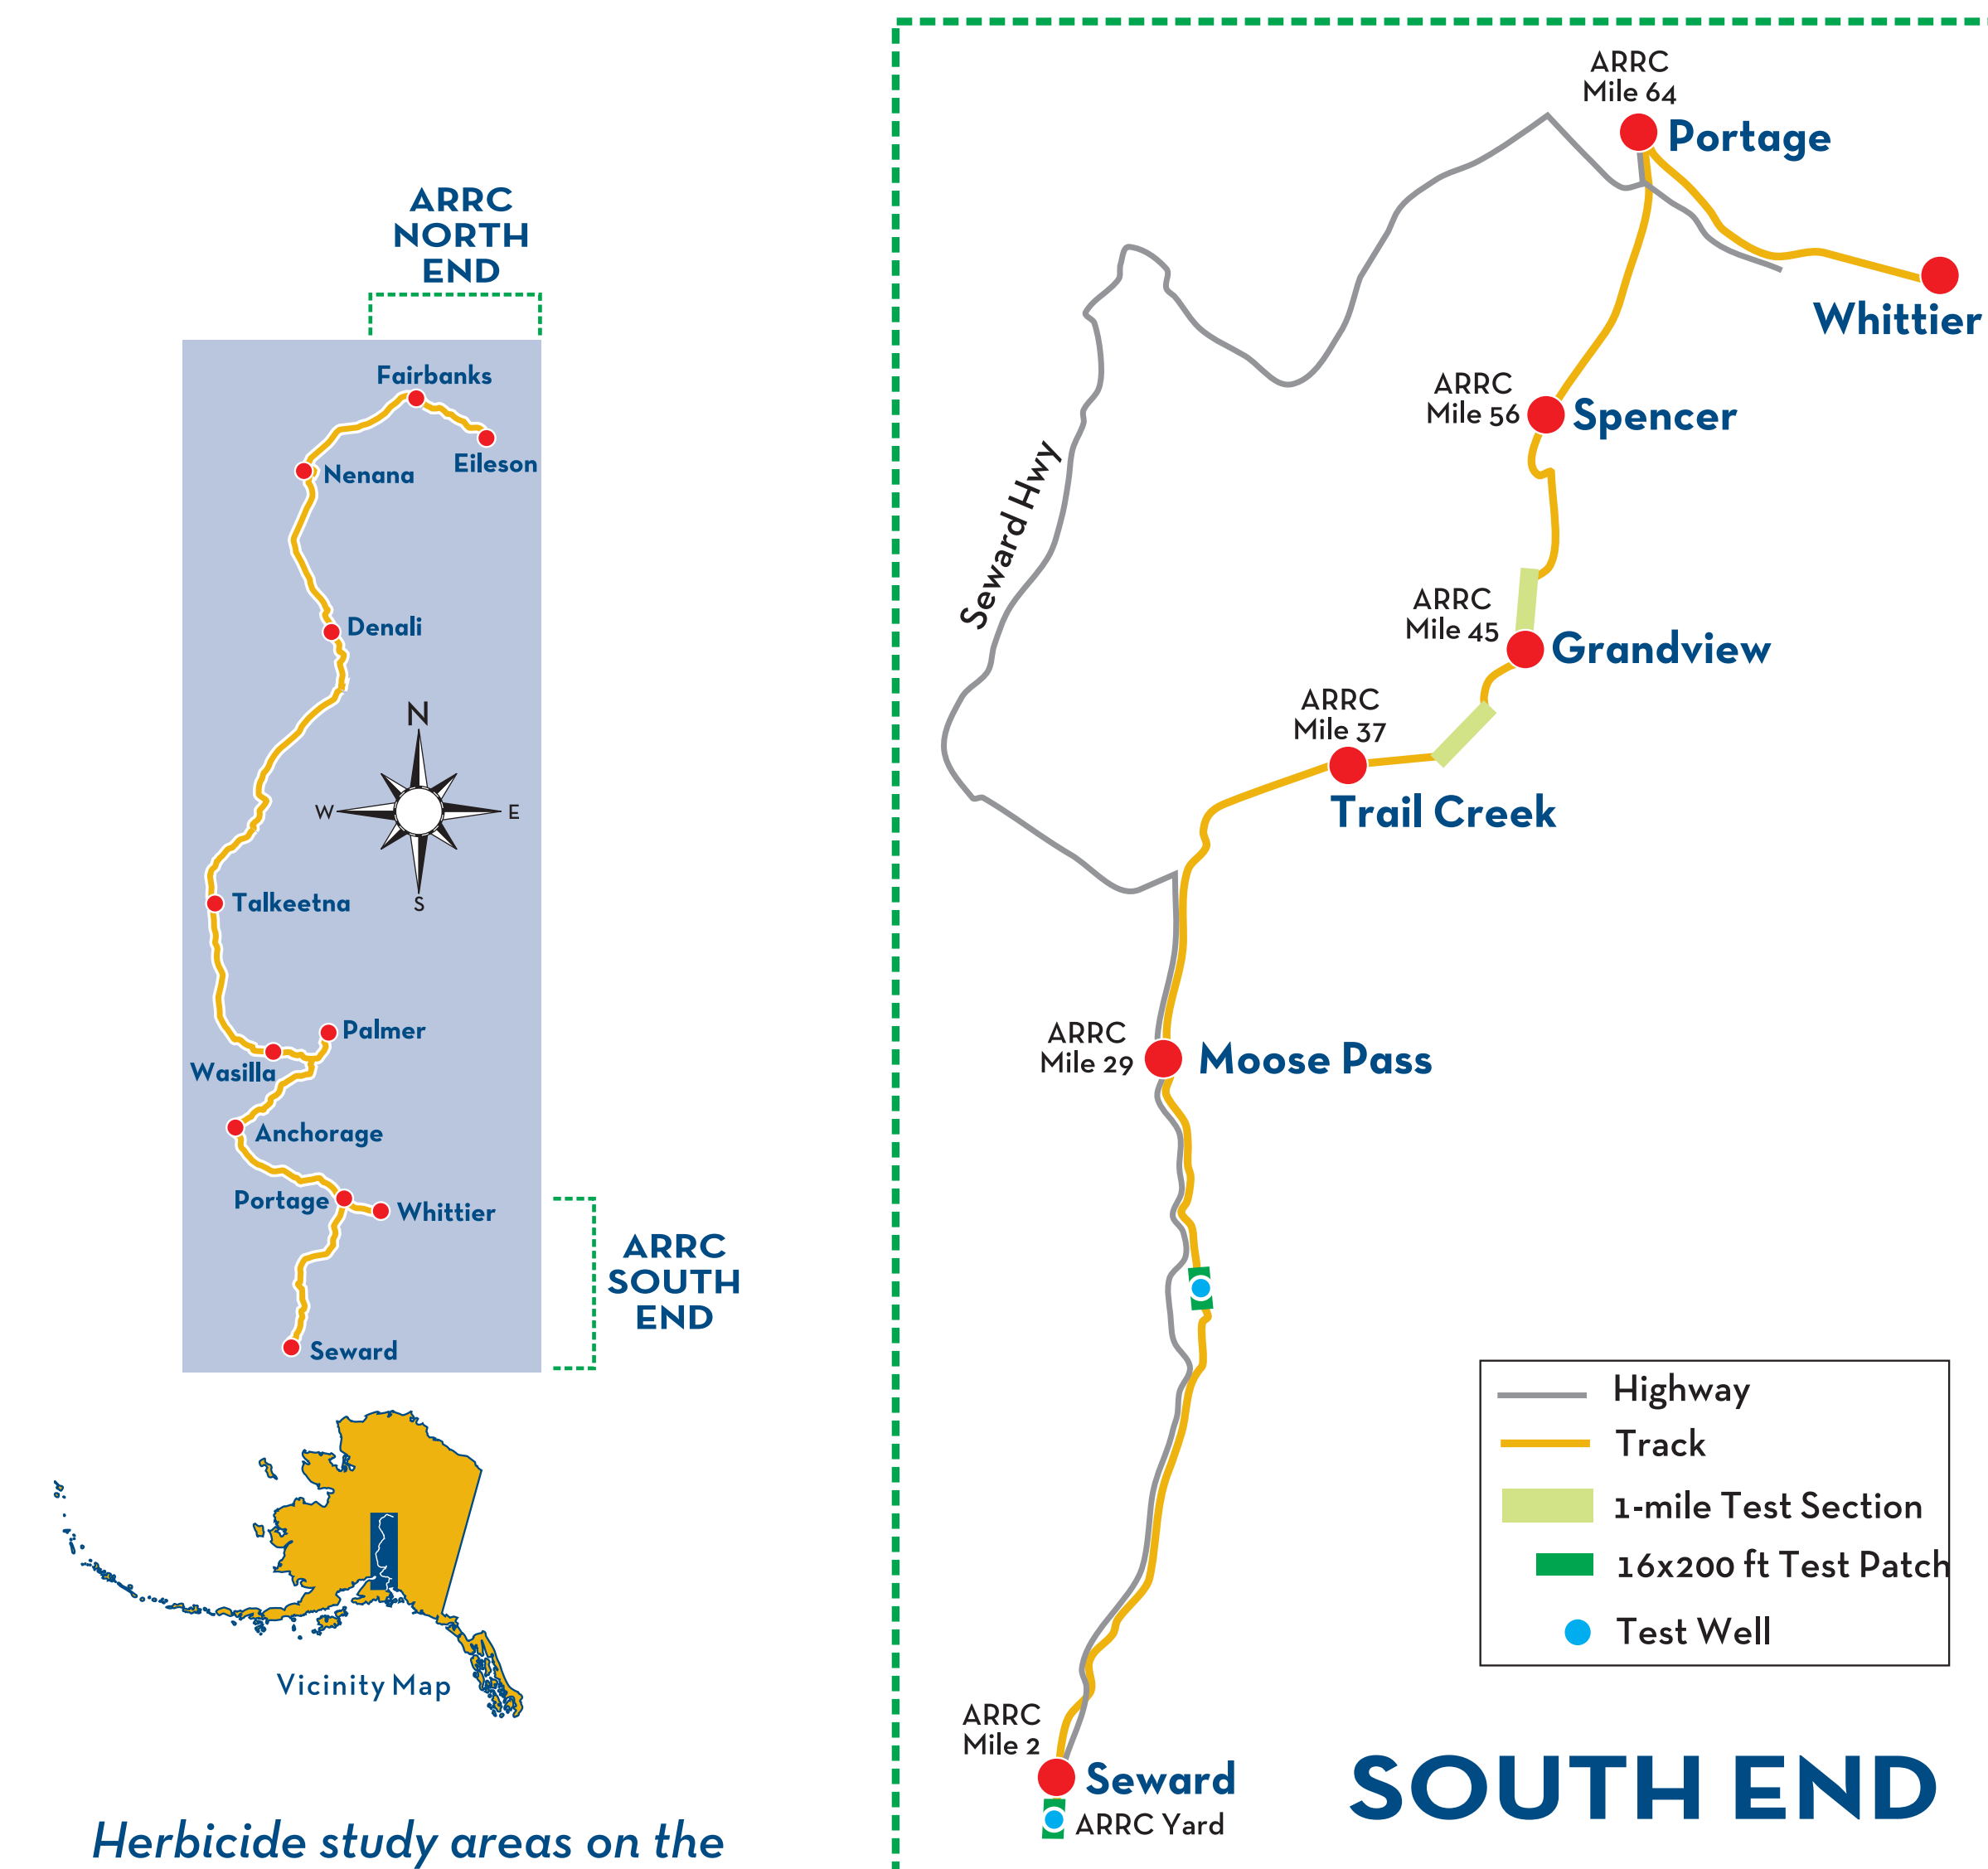 ARRC
NORTH
END
Fairbanks
Eileson
Nenana
Denali
N
W
E
S
Talkeetna
Palmer
Wasilla
Anchorage
Portage
Whittier
Seward
ARRC
SOUTH
END
Vicinity Map
Herbicide study areas on the
ARRC
Mile 64
Portage
Whittier
ARRC
Mile 56
Spencer
Seward Hwy
ARRC
Mile 45
Grandview
ARRC
Mile 37
Trail Creek
ARRC
Mile 29
Moose Pass
Highway
Track
1-mile Test Section
16x200 ft Test Patch
Test Well
ARRC
Mile 2
Seward
ARRC Yard
SOUTH END